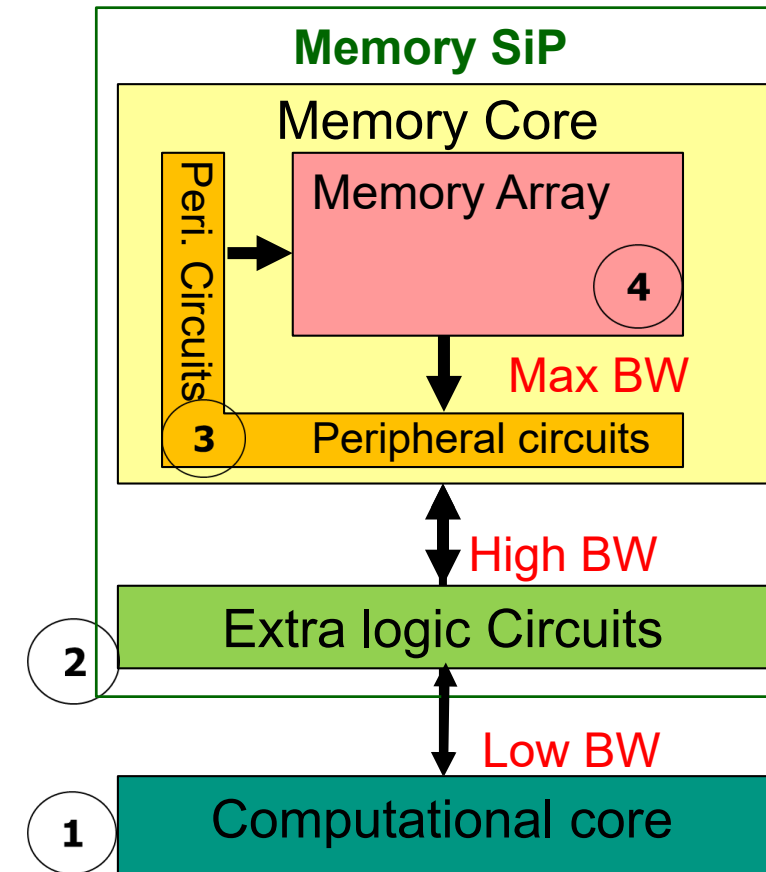 Memory SiP
Memory Core
Peri. Circuits
Memory Array
4
Max BW
3
Peripheral circuits
High BW
Extra logic Circuits
2
Low BW
Computational core
1